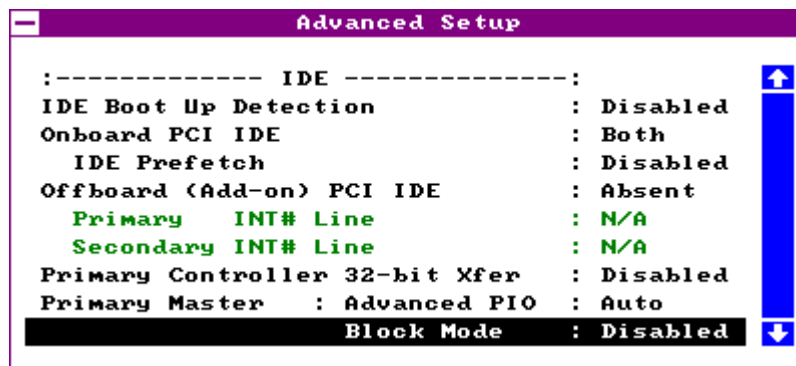 Advanced Setup
:------------- IDE --------------:
IDE Boot Up Detection : Disabled
Onboard PCI IDE : Both
IDE Prefetch : Disabled
Offboard (Add-on) PCI IDE : Absent
Primary INT# Line : N/A
Secondary INT# Line : N/A
Primary Controller 32-bit Xfer : Disabled
Primary Master : Advanced PIO : Auto
Block Mode : Disabled